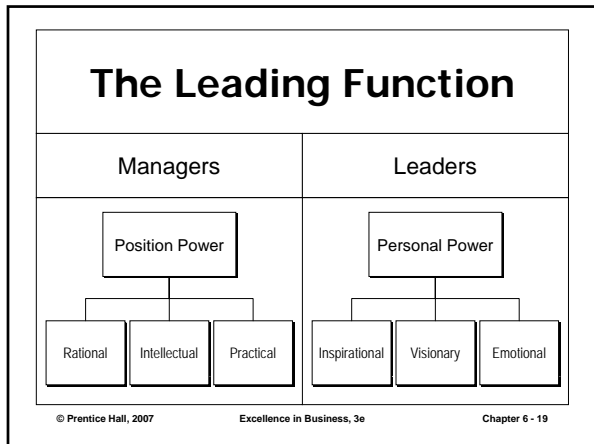 The Leading Function
Managers
Leaders
Position Power
Rational
Intellectual
Practical
Personal Power
Inspirational
Visionary
Emotional
© Prentice Hall, 2007
Excellence in Business, 3e
Chapter 6 - 19